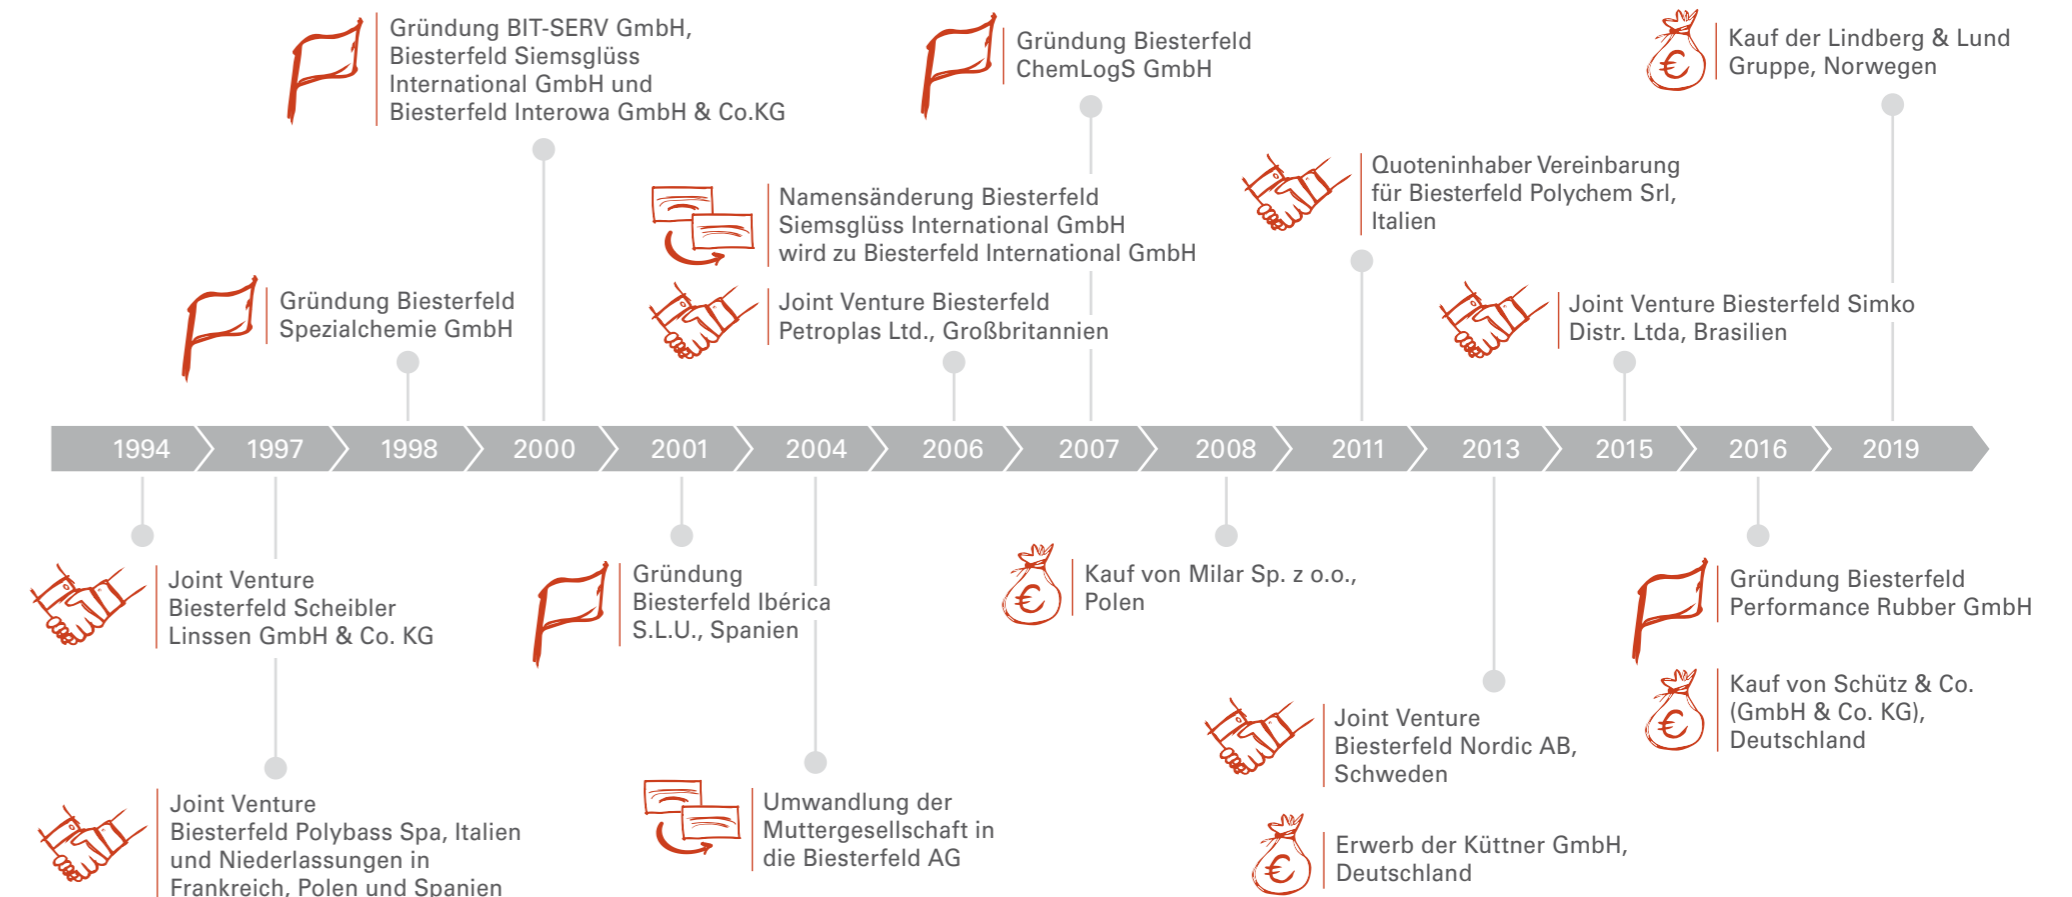 Gründung BIT-SERV GmbH,
Biesterfeld Siemsglüss
International GmbH und
Biesterfeld Interowa GmbH & Co.KG
Gründung Biesterfeld
ChemLogS GmbH
Kauf der Lindberg & Lund
Gruppe, Norwegen
Namensänderung Biesterfeld
Siemsglüss International GmbH
wird zu Biesterfeld International GmbH
Quoteninhaber Vereinbarung
für Biesterfeld Polychem Srl,
Italien
Gründung Biesterfeld
Spezialchemie GmbH
Joint Venture Biesterfeld
Petroplas Ltd., Großbritannien
Joint Venture Biesterfeld Simko
Distr. Ltda, Brasilien
1994 1997 1998 2000 2001 2004 2006 2007 2008 2011 2013 2015 2016 2019
Joint Venture
Biesterfeld Scheibler
Linssen GmbH & Co. KG
Gründung
Biesterfeld Ibérica
S.L.U., Spanien
€
Kauf von Milar Sp. z o.o.,
Polen
Gründung Biesterfeld
Performance Rubber GmbH
€
Kauf von Schütz & Co.
(GmbH & Co. KG),
Deutschland
Joint Venture
Biesterfeld Nordic AB,
Schweden
Joint Venture
Biesterfeld Polybass Spa, Italien
und Niederlassungen in
Frankreich, Polen und Spanien
Umwandlung der
Muttergesellschaft in
die Biesterfeld AG
€
Erwerb der Küttner GmbH,
Deutschland
€